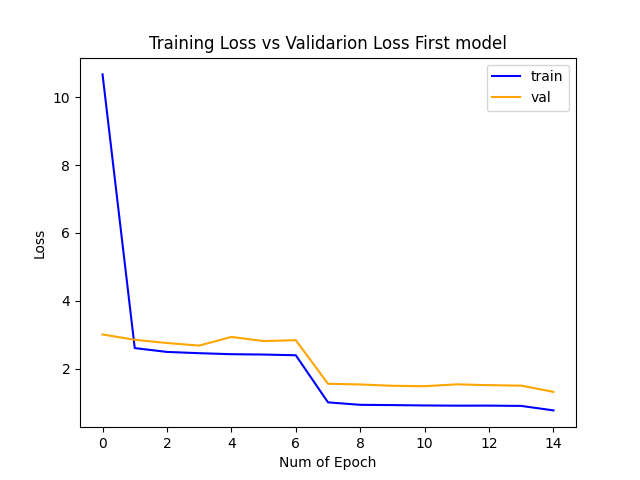 Training Loss vs Validarion Loss First model
train
val
10
8
6
4
2
Loss
0 2 4 6 8 10 12 14
Num of Epoch